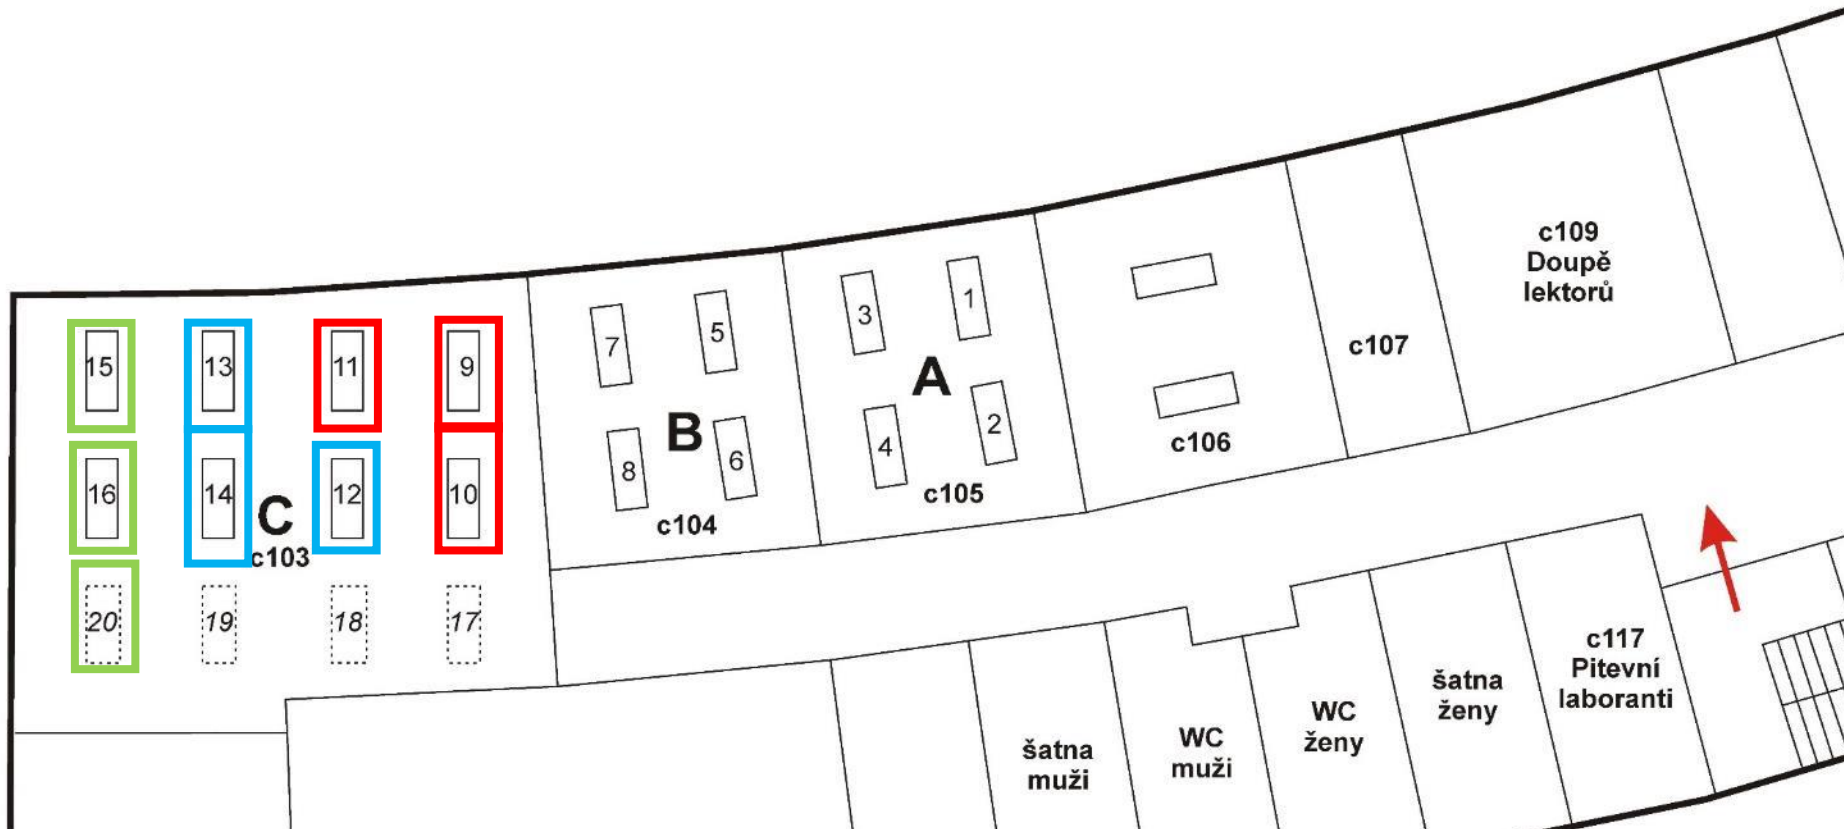 c109
Doupě
lektorů
1
3
5
7
15
13
11
9
c107
A
2
4
B
6
8
c106
16
14
12
10
c105
C
c104
c103
20
19
18
17
c117
Pitevní
laboranti
šatna
ženy
WC
ženy
WC
muži
šatna
muži